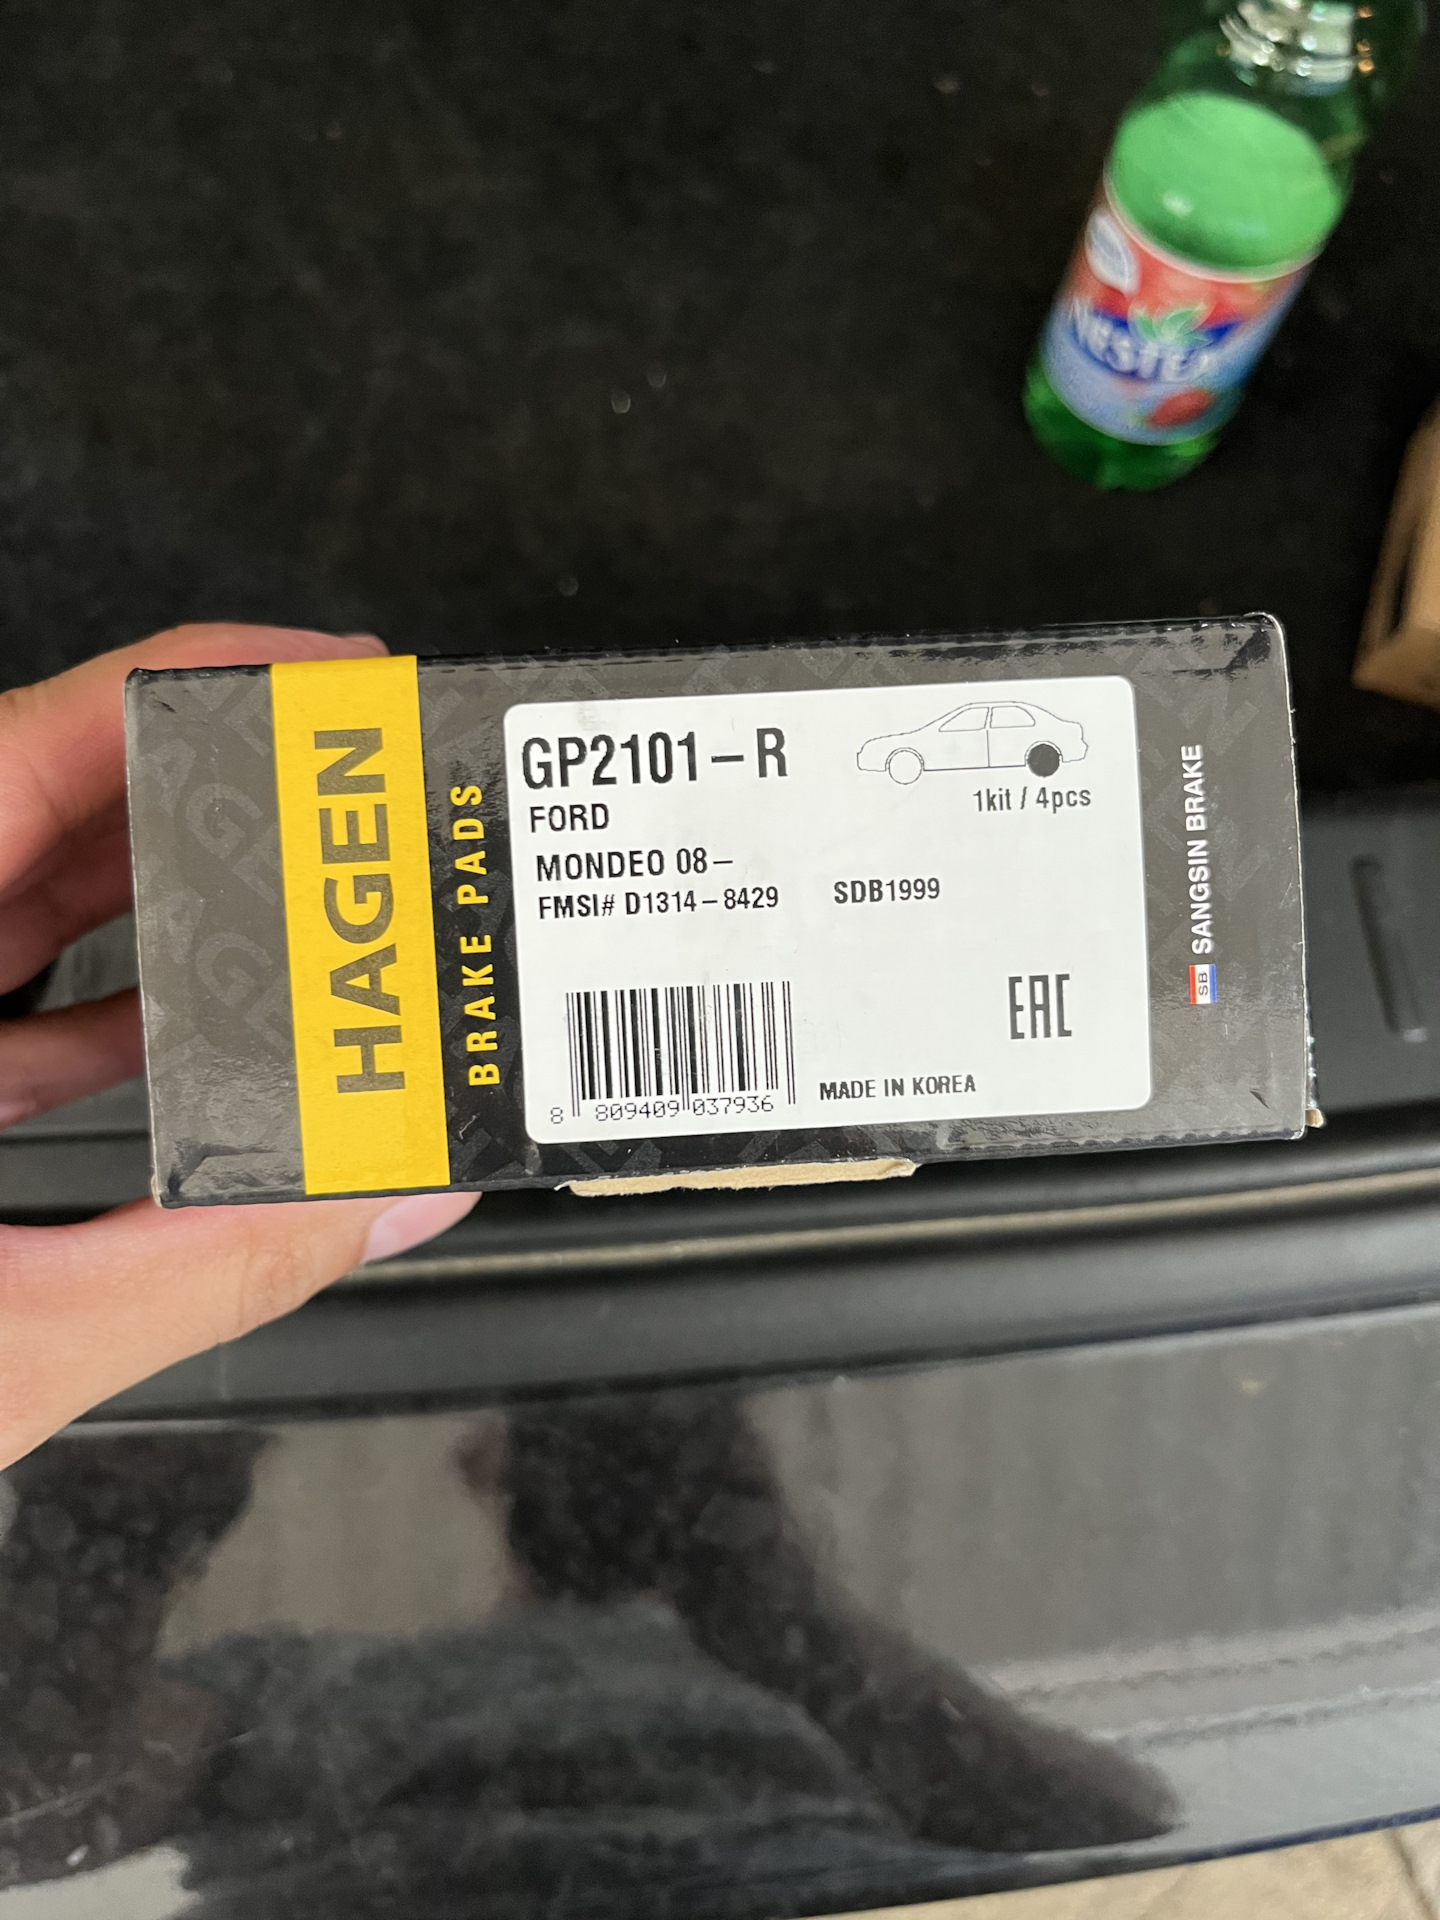 NESTEA
HAGEN
BRAKE PADS
GP2101-R
FORD
MONDEO 08-
FMSI# D1314-8429 SDB1999
1kit / 4pcs
EAC
8 809409 037936
MADE IN KOREA
SB SANGSIN BRAKE